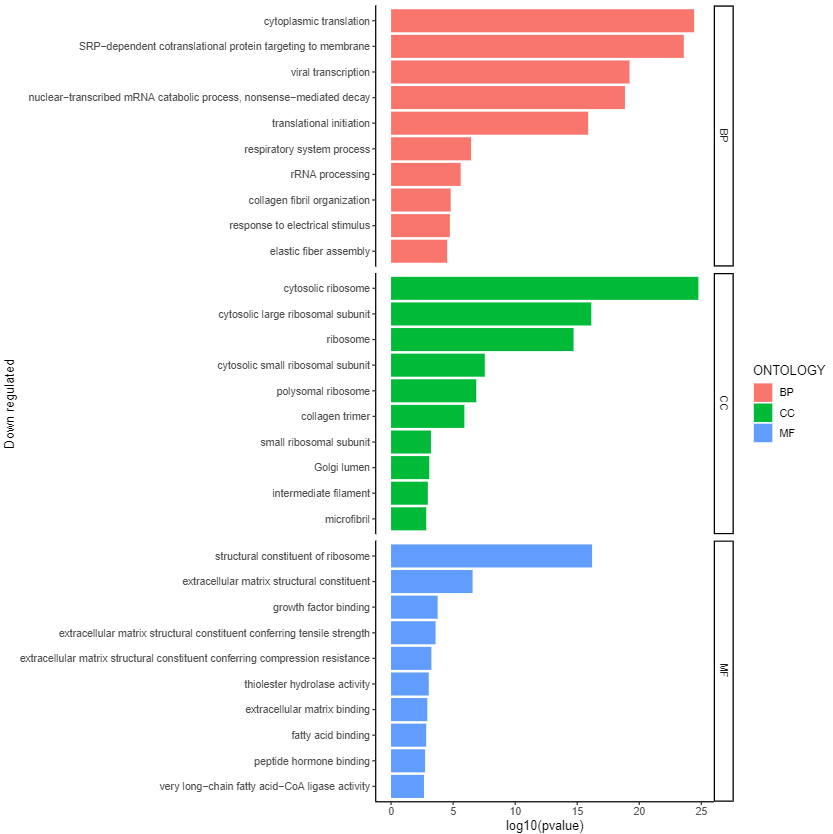 cytoplasmic translation
SRP−dependent cotranslational protein targeting to membrane
viral transcription
nuclear−transcribed mRNA catabolic process, nonsense−mediated decay
translational initiation
respiratory system process
rRNA processing
collagen fibril organization
response to electrical stimulus
elastic fiber assembly
BP
cytosolic ribosome
cytosolic large ribosomal subunit
ribosome
cytosolic small ribosomal subunit
polysomal ribosome
collagen trimer
small ribosomal subunit
Golgi lumen
intermediate filament
microfibril
CC
structural constituent of ribosome
extracellular matrix structural constituent
growth factor binding
extracellular matrix structural constituent conferring tensile strength
extracellular matrix structural constituent conferring compression resistance
thiolester hydrolase activity
extracellular matrix binding
fatty acid binding
peptide hormone binding
very long−chain fatty acid−CoA ligase activity
MF
0 5 10 15 20 25
log10(pvalue)
Down regulated
ONTOLOGY
BP
CC
MF